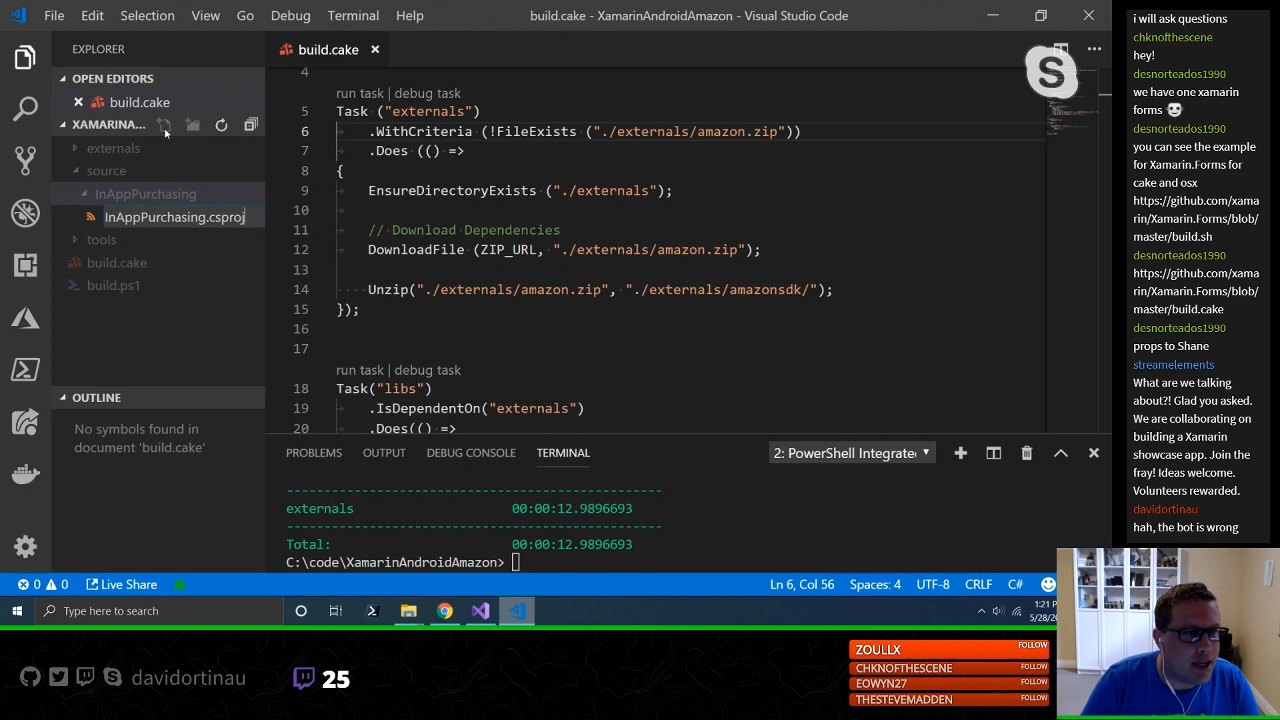 File Edit Selection View Go Debug Terminal Help
build.cake - XamarinAndroidAmazon - Visual Studio Code
EXPLORER
OPEN EDITORS
build.cake
XAMARINA...
externals
source
InAppPurchasing
InAppPurchasing.csproj
tools
build.cake
build.ps1
OUTLINE
No symbols found in
document 'build.cake'
build.cake
4
run task | debug task
5 Task ("externals")
6 .WithCriteria (!FileExists ("./externals/amazon.zip"))
7 .Does (() =>
8 {
9 EnsureDirectoryExists ("./externals");
10
11 // Download Dependencies
12 DownloadFile (ZIP_URL, "./externals/amazon.zip");
13
14 Unzip("./externals/amazon.zip", "./externals/amazonsdk/");
15 });
16
17
run task | debug task
18 Task("libs")
19 .IsDependentOn("externals")
20 .Does(() =>
PROBLEMS OUTPUT DEBUG CONSOLE TERMINAL
2: PowerShell Integrate
--------------------------------------------------
externals 00:00:12.9896693
--------------------------------------------------
Total: 00:00:12.9896693
C:\code\XamarinAndroidAmazon>
0 0 Live Share
Ln 6, Col 56 Spaces: 4 UTF-8 CRLF C#
Type here to search
1:21 P
5/28/20
i will ask questions
chknofthescene
hey!
desnorteados1990
we have one xamarin
forms
desnorteados1990
you can see the example
for Xamarin.Forms for
cake and osx
https://github.com/xama
rin/Xamarin.Forms/blob/
master/build.sh
desnorteados1990
https://github.com/xama
rin/Xamarin.Forms/blob/
master/build.cake
desnorteados1990
props to Shane
streamelements
What are we talking
about?! Glad you asked.
We are collaborating on
building a Xamarin
showcase app. Join the
fray! Ideas welcome.
Volunteers rewarded.
davidortinau
hah, the bot is wrong
davidortinau
25
ZOULLX FOLLOW
CHKNOFTHESCENE FOLLOW
EOWYN27 FOLLOW
THESTEVEMADDEN FOLLOW